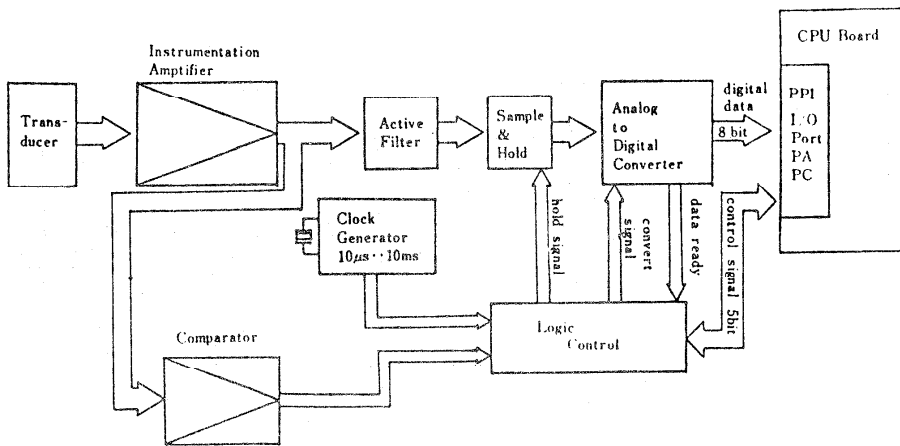 Instrumentation
Amptifier
Trans-
ducer
Active
Filter
Sample
&
Hold
Analog
to
Digital
Converter
digital
data
8 bit
CPU Board
PPI
I/O
Port
PA
PC
Clock
Generator
10μs··10ms
hold signal
convert
signal
data ready
control signal 5bit
Logic
Control
Comparator